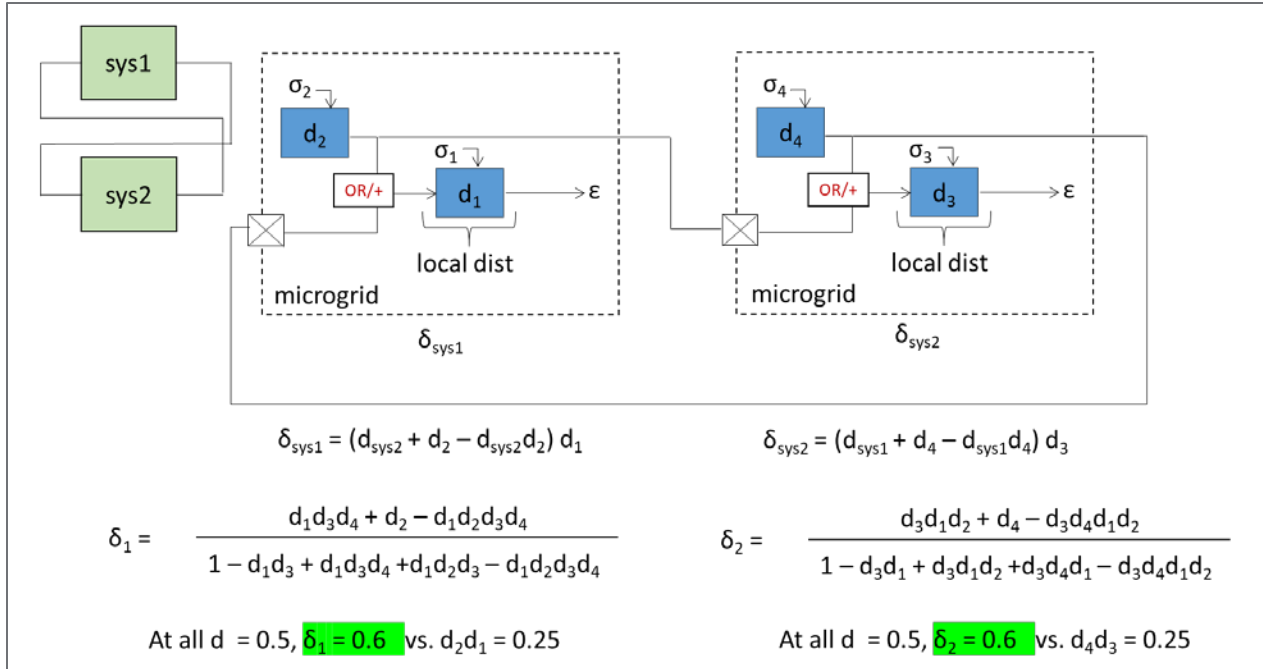 sys1
sys2
σ₂
d₂
σ₁
OR/+
d₁
ε
local dist
microgrid
δsys1
σ₄
d₄
σ₃
OR/+
d₃
ε
local dist
microgrid
δsys2
δsys1 = (dsys2 + d₂ – dsys2d₂) d₁
δsys2 = (dsys1 + d₄ – dsys1d₄) d₃
δ₁ =
d₁d₃d₄ + d₂ – d₁d₂d₃d₄
1 – d₁d₃ + d₁d₃d₄ +d₁d₂d₃ – d₁d₂d₃d₄
δ₂ =
d₃d₁d₂ + d₄ – d₃d₄d₁d₂
1 – d₃d₁ + d₃d₁d₂ +d₃d₄d₁ – d₃d₄d₁d₂
At all d = 0.5, δ₁ = 0.6 vs. d₂d₁ = 0.25
At all d = 0.5, δ₂ = 0.6 vs. d₄d₃ = 0.25